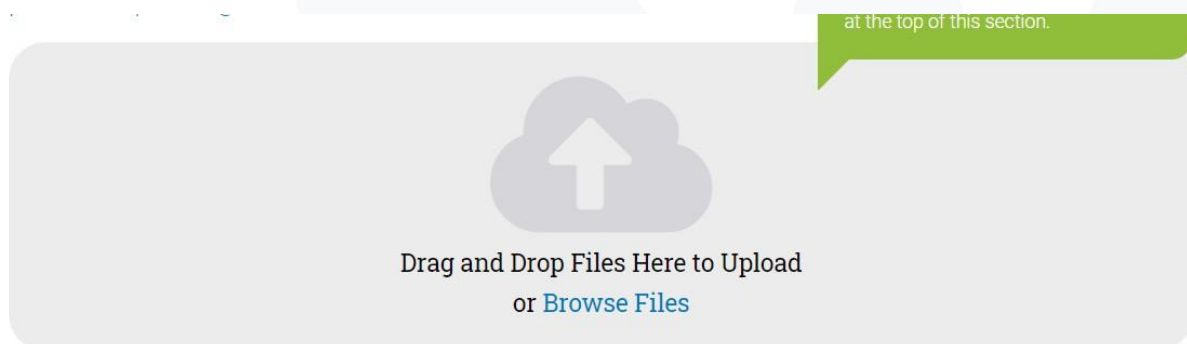 at the top of this section.
Drag and Drop Files Here to Upload
or Browse Files